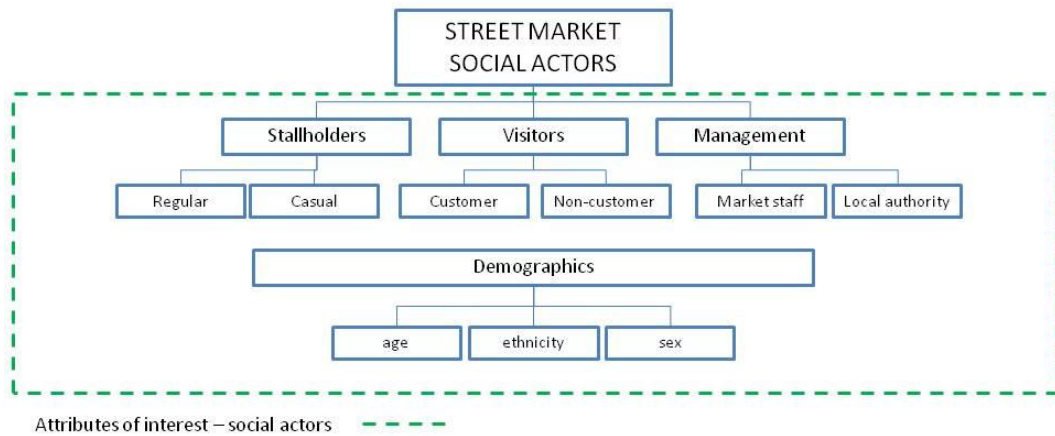 STREET MARKET
SOCIAL ACTORS
Stallholders
Visitors
Management
Regular
Casual
Customer
Non-customer
Market staff
Local authority
Demographics
age
ethnicity
sex
Attributes of interest – social actors